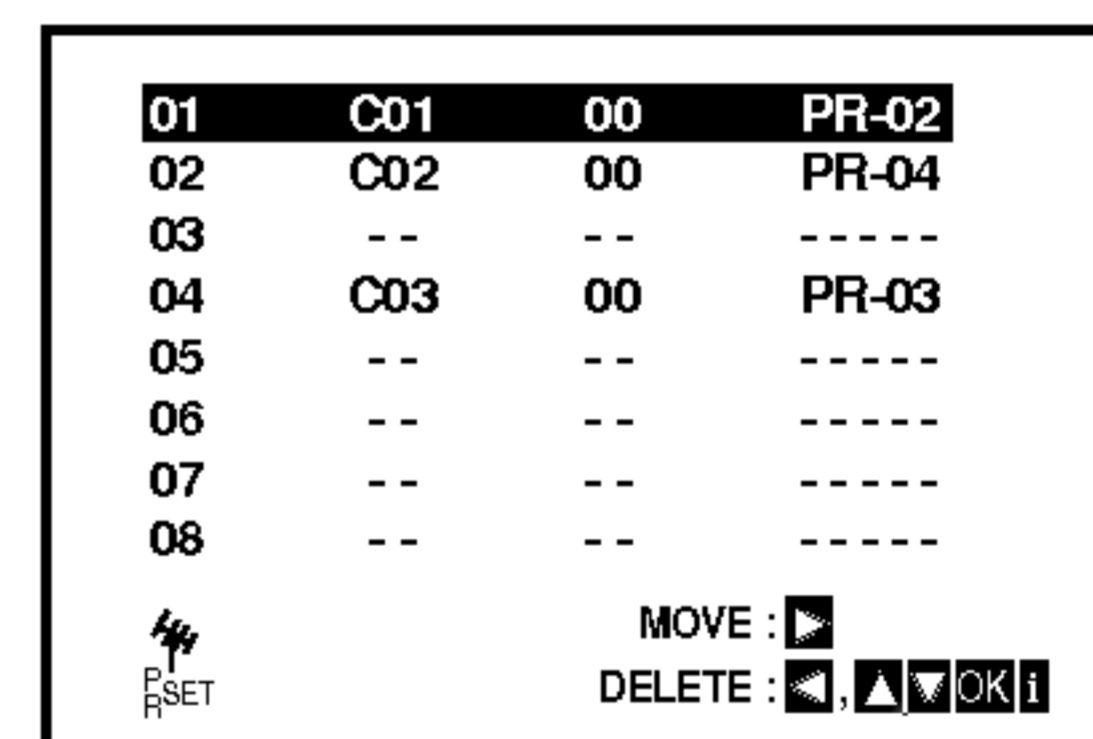 01 C01 00 PR-02
02 C02 00 PR-04
03 -- -- -----
04 C03 00 PR-03
05 -- -- -----
06 -- -- -----
07 -- -- -----
08 -- -- -----
MOVE : ▷
PR SET
DELETE : ◁ , △ ▽ OK i